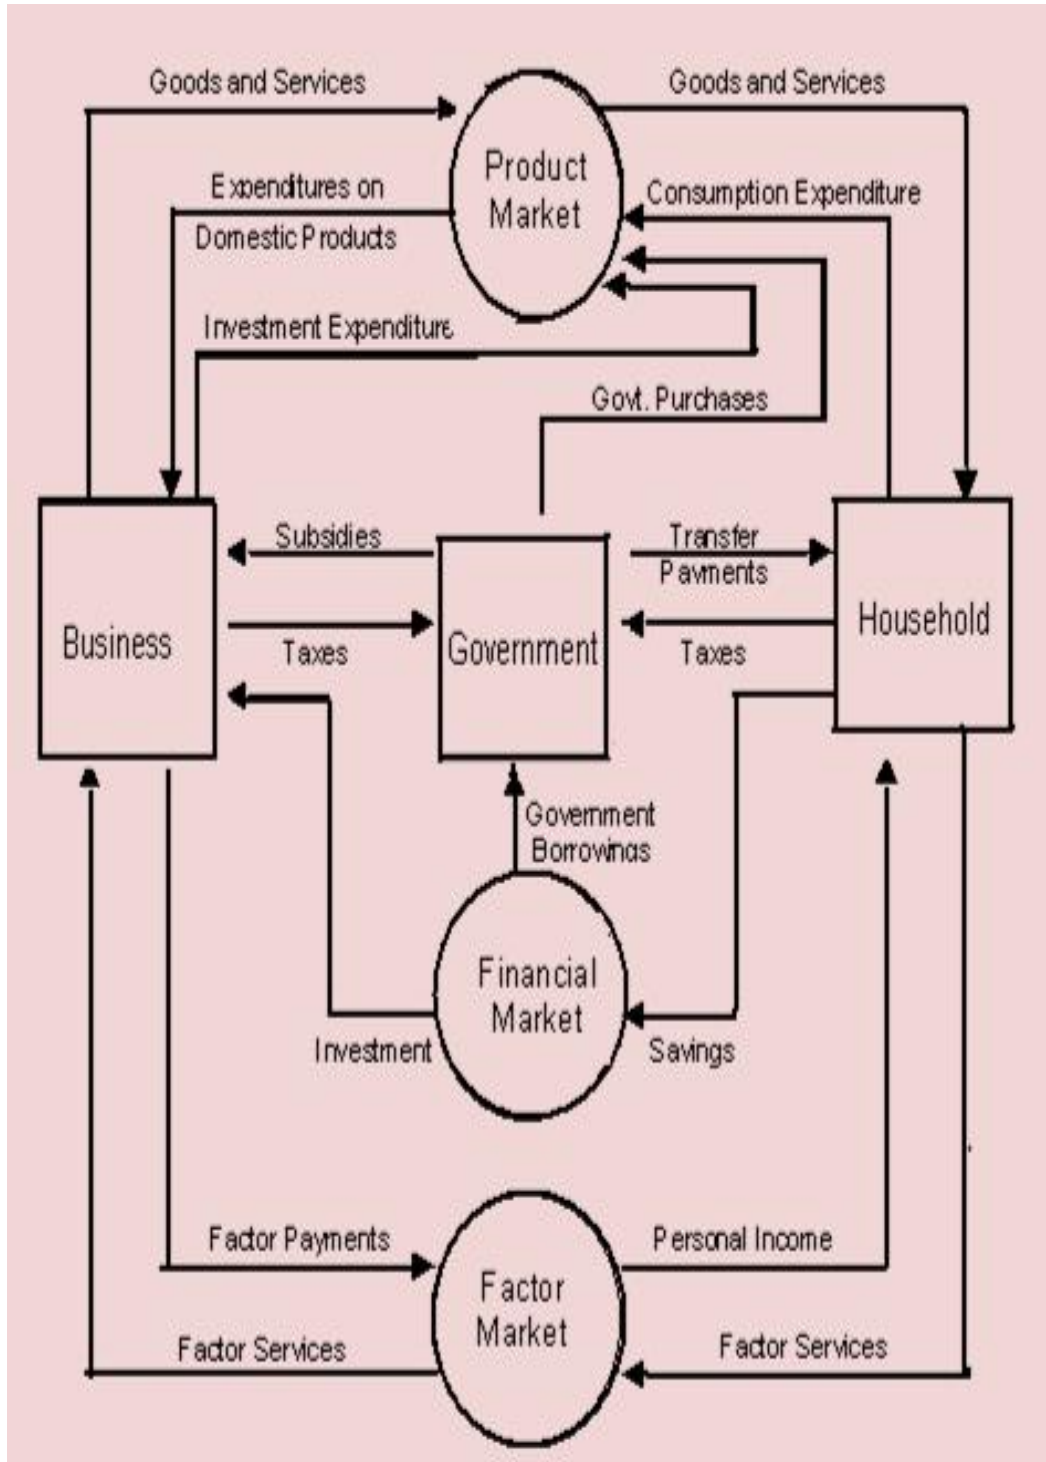 Goods and Services
Goods and Services
Product
Market
Expenditures on
Domestic Products
Consumption Expenditure
Investment Expenditure
Govt. Purchases
Subsidies
Transfer
Payments
Business
Government
Household
Taxes
Taxes
Government
Borrowings
Financial
Market
Investment
Savings
Factor Payments
Personal Income
Factor
Market
Factor Services
Factor Services